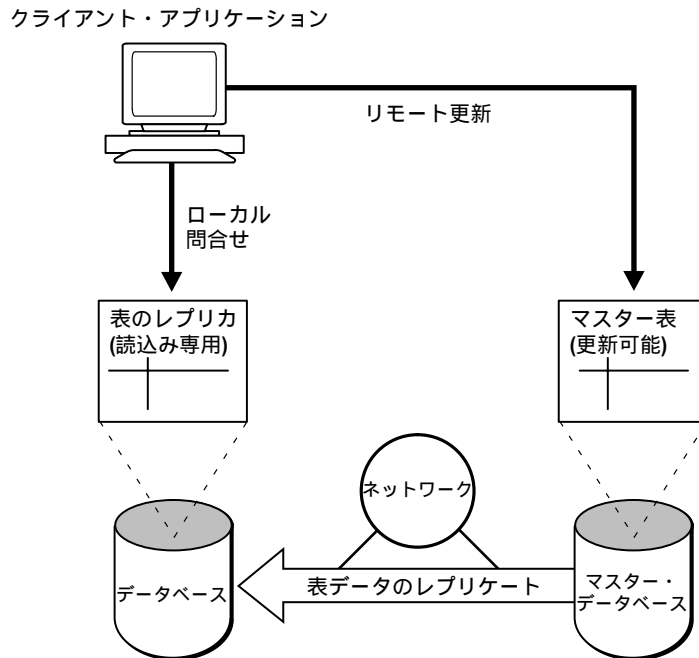 クライアント・アプリケーション
リモート更新
ローカル
問合せ
表のレプリカ
(読込み専用)
マスター表
(更新可能)
ネットワーク
データベース
表データのレプリケート
マスター・
データベース